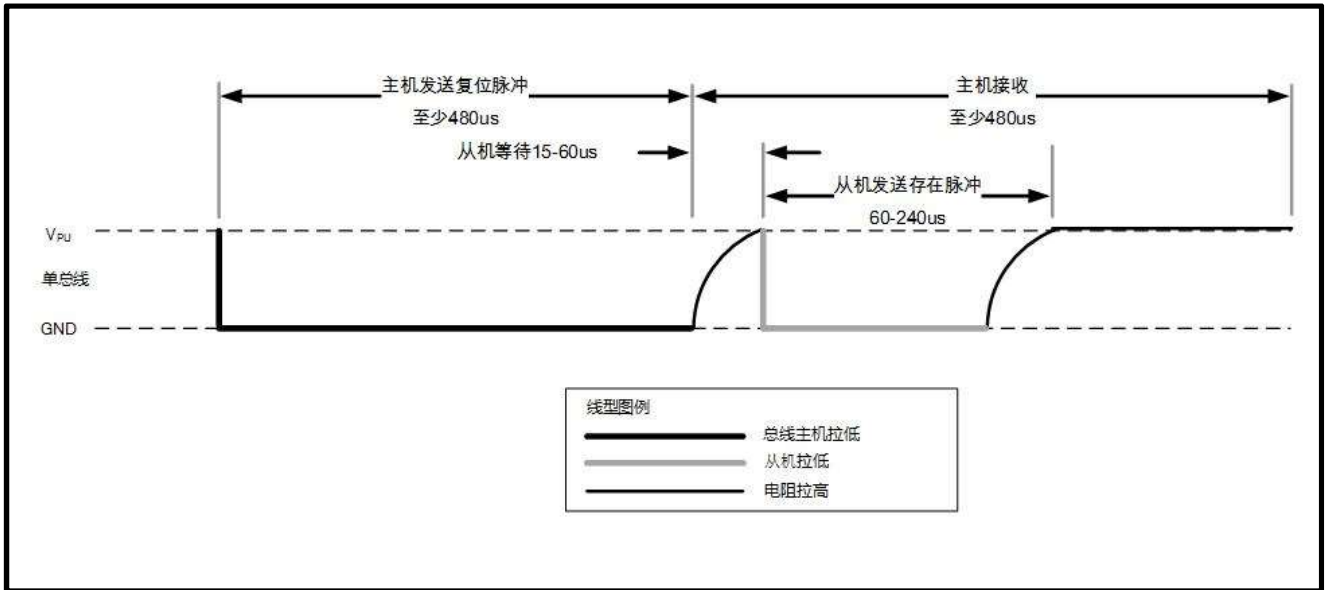 主机发送复位脉冲
至少480us
主机接收
至少480us
从机等待15-60us
从机发送存在脉冲
60-240us
VPU
单总线
GND
线型图例
总线主机拉低
从机拉低
电阻拉高